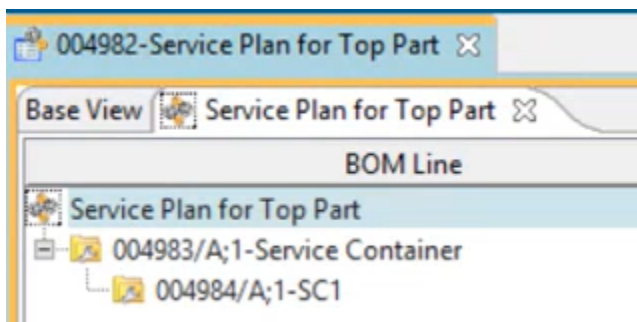 004982-Service Plan for Top Part
Base View Service Plan for Top Part
BOM Line
Service Plan for Top Part
004983/A;1-Service Container
004984/A;1-SC1